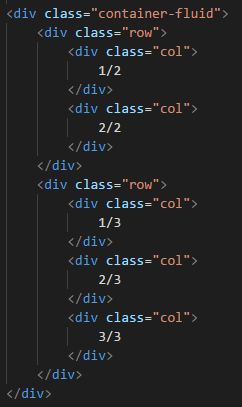 <div class="container-fluid">
    <div class="row">
        <div class="col">
            1/2
        </div>
        <div class="col">
            2/2
        </div>
    </div>
    <div class="row">
        <div class="col">
            1/3
        </div>
        <div class="col">
            2/3
        </div>
        <div class="col">
            3/3
        </div>
    </div>
</div>